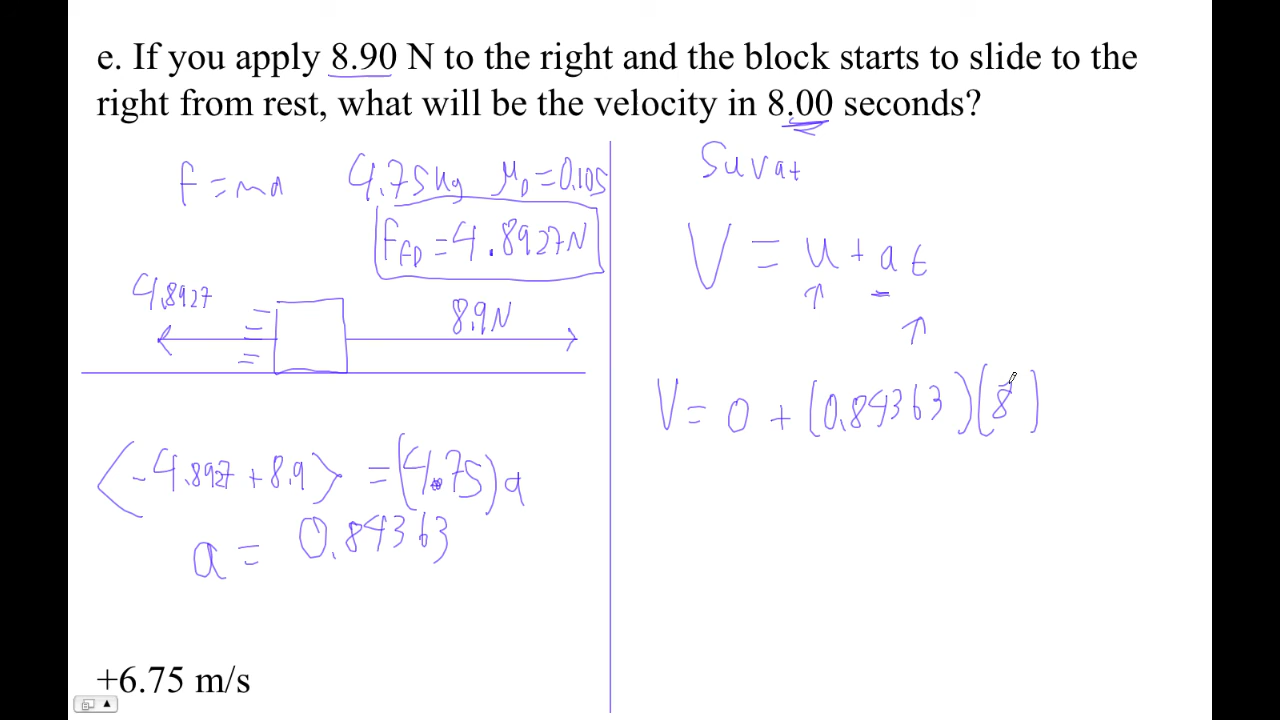 e. If you apply 8.90 N to the right and the block starts to slide to the
right from rest, what will be the velocity in 8.00 seconds?
F = ma
4.75 kg μD = 0.105
FFD = 4.8927 N
4.8927
8.9 N
<-4.8927 + 8.9> = (4.75) a
a = 0.84363
+6.75 m/s
Suvat
V = u + at
V = 0 + (0.84363)(8)